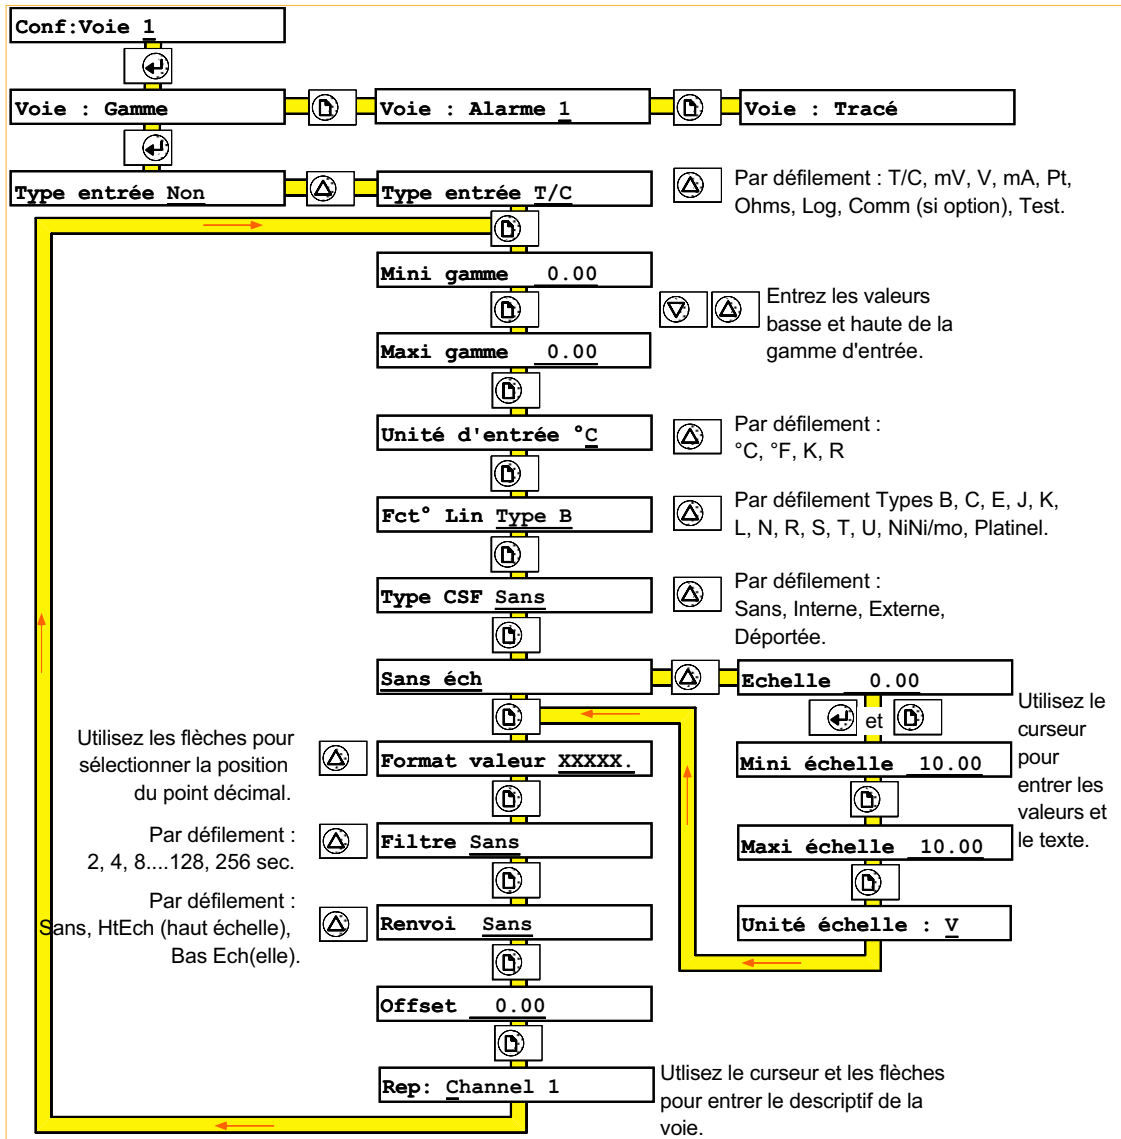 Conf:Voie 1
Voie : Gamme
Voie : Alarme 1
Voie : Tracé
Type entrée Non
Type entrée T/C
Par défilement : T/C, mV, V, mA, Pt,
Ohms, Log, Comm (si option), Test.
Mini gamme 0.00
Entrez les valeurs
basse et haute de la
gamme d'entrée.
Maxi gamme 0.00
Unité d'entrée °C
Par défilement :
°C, °F, K, R
Fct° Lin Type B
Par défilement Types B, C, E, J, K,
L, N, R, S, T, U, NiNi/mo, Platinel.
Type CSF Sans
Par défilement :
Sans, Interne, Externe,
Déportée.
Sans éch
Echelle 0.00
et
Utilisez le
curseur
pour
entrer les
valeurs et
le texte.
Mini échelle 10.00
Maxi échelle 10.00
Unité échelle : V
Utilisez les flèches pour
sélectionner la position
du point décimal.
Format valeur XXXXX.
Par défilement :
2, 4, 8....128, 256 sec.
Filtre Sans
Par défilement :
Sans, HtEch (haut échelle),
Bas Ech(elle).
Renvoi Sans
Offset 0.00
Rep: Channel 1
Utlisez le curseur et les flèches
pour entrer le descriptif de la
voie.